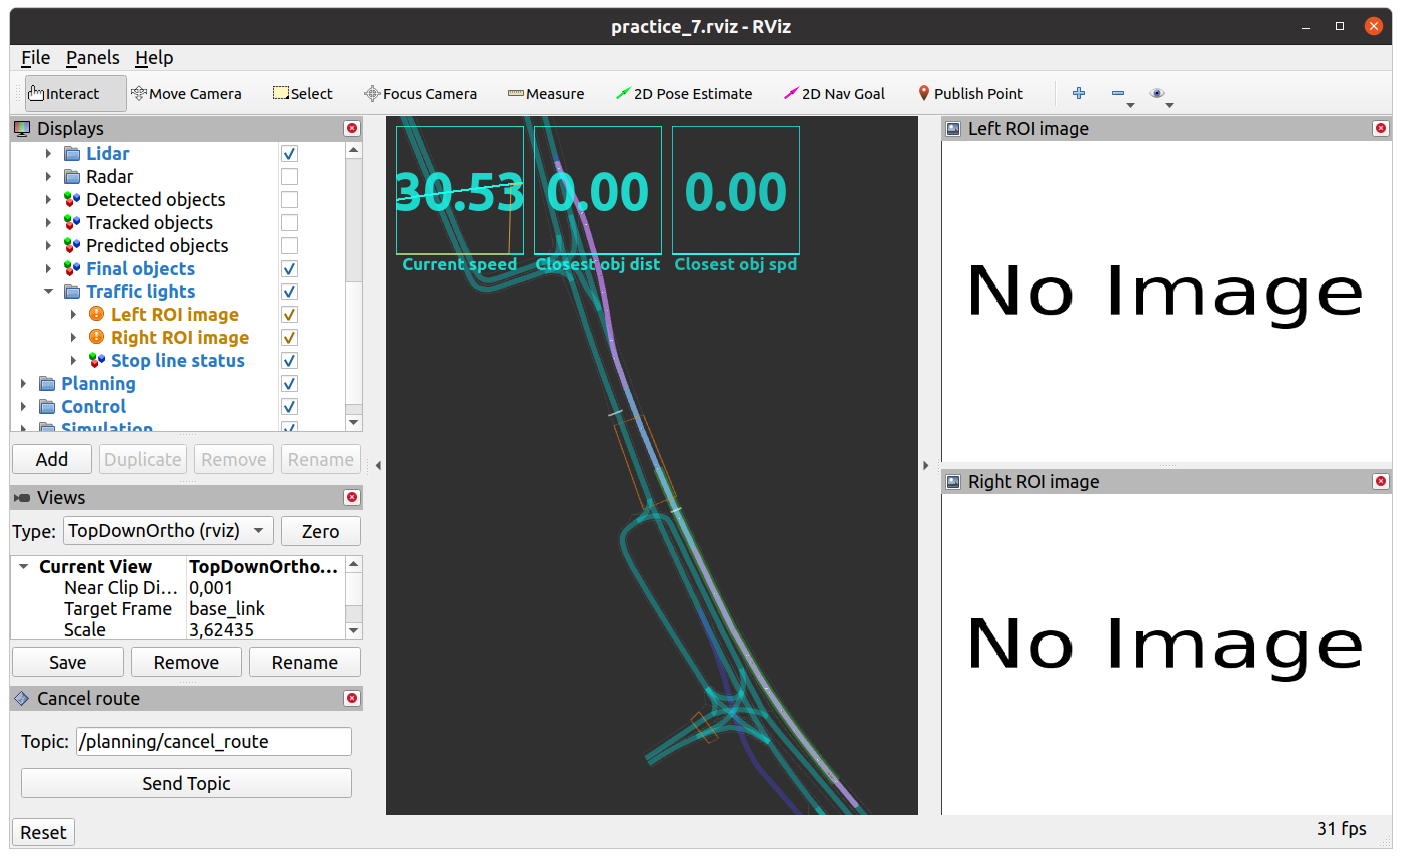 practice_7.rviz - RViz
File Panels Help
Interact Move Camera Select Focus Camera Measure 2D Pose Estimate 2D Nav Goal Publish Point
Displays
Lidar
Radar
Detected objects
Tracked objects
Predicted objects
Final objects
Traffic lights
Left ROI image
Right ROI image
Stop line status
Planning
Control
Simulation
Add Duplicate Remove Rename
Views
Type: TopDownOrtho (rviz) Zero
Current View TopDownOrtho...
Near Clip Di... 0,001
Target Frame base_link
Scale 3,62435
Save Remove Rename
Cancel route
Topic: /planning/cancel_route
Send Topic
Reset
30.53 0.00 0.00
Current speed Closest obj dist Closest obj spd
Left ROI image
No Image
Right ROI image
No Image
31 fps